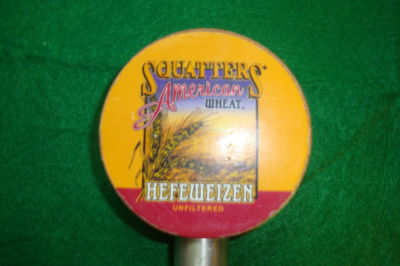 SQUATTERS
American
WHEAT.
HEFEWEIZEN
UNFILTERED